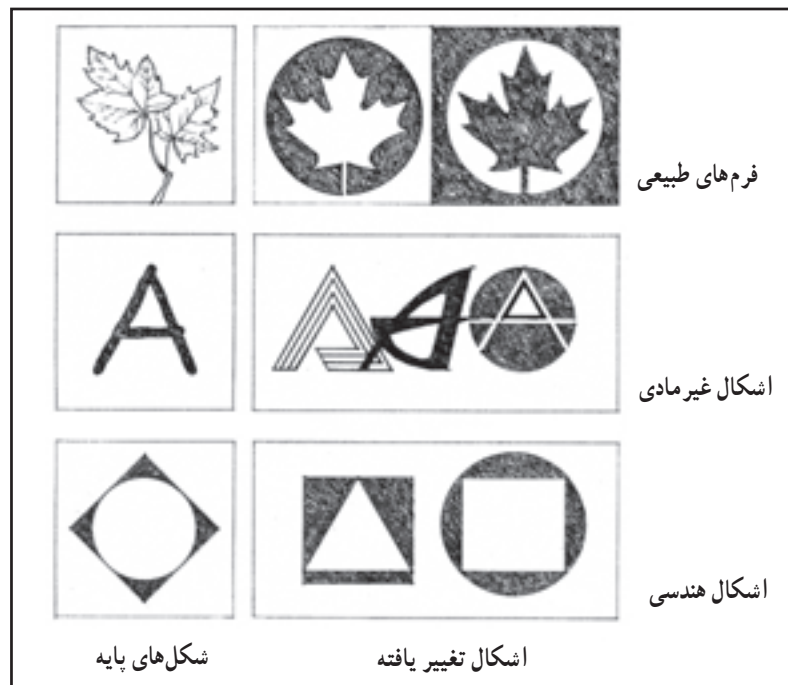 فرم‌های طبیعی
A
اشکال غیرمادی
اشکال هندسی
اشکال تغییر یافته
شکل‌های پایه